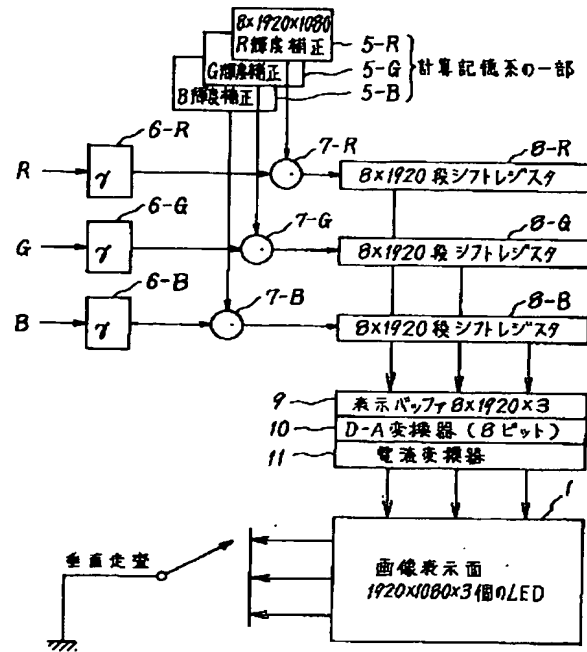 8×1920×1080
R輝度補正
5-R
G輝度補正
5-G
計算記憶系の一部
B輝度補正
5-B
6-R
7-R
8-R
R
γ
8×1920段シフトレジスタ
6-G
7-G
8-G
G
γ
8×1920段シフトレジスタ
6-B
7-B
8-B
B
γ
8×1920段シフトレジスタ
9
表示バッファ8×1920×3
10
D-A変換器(8ビット)
11
電流変換器
1
垂直走査
画像表示面
1920×1080×3個のLED